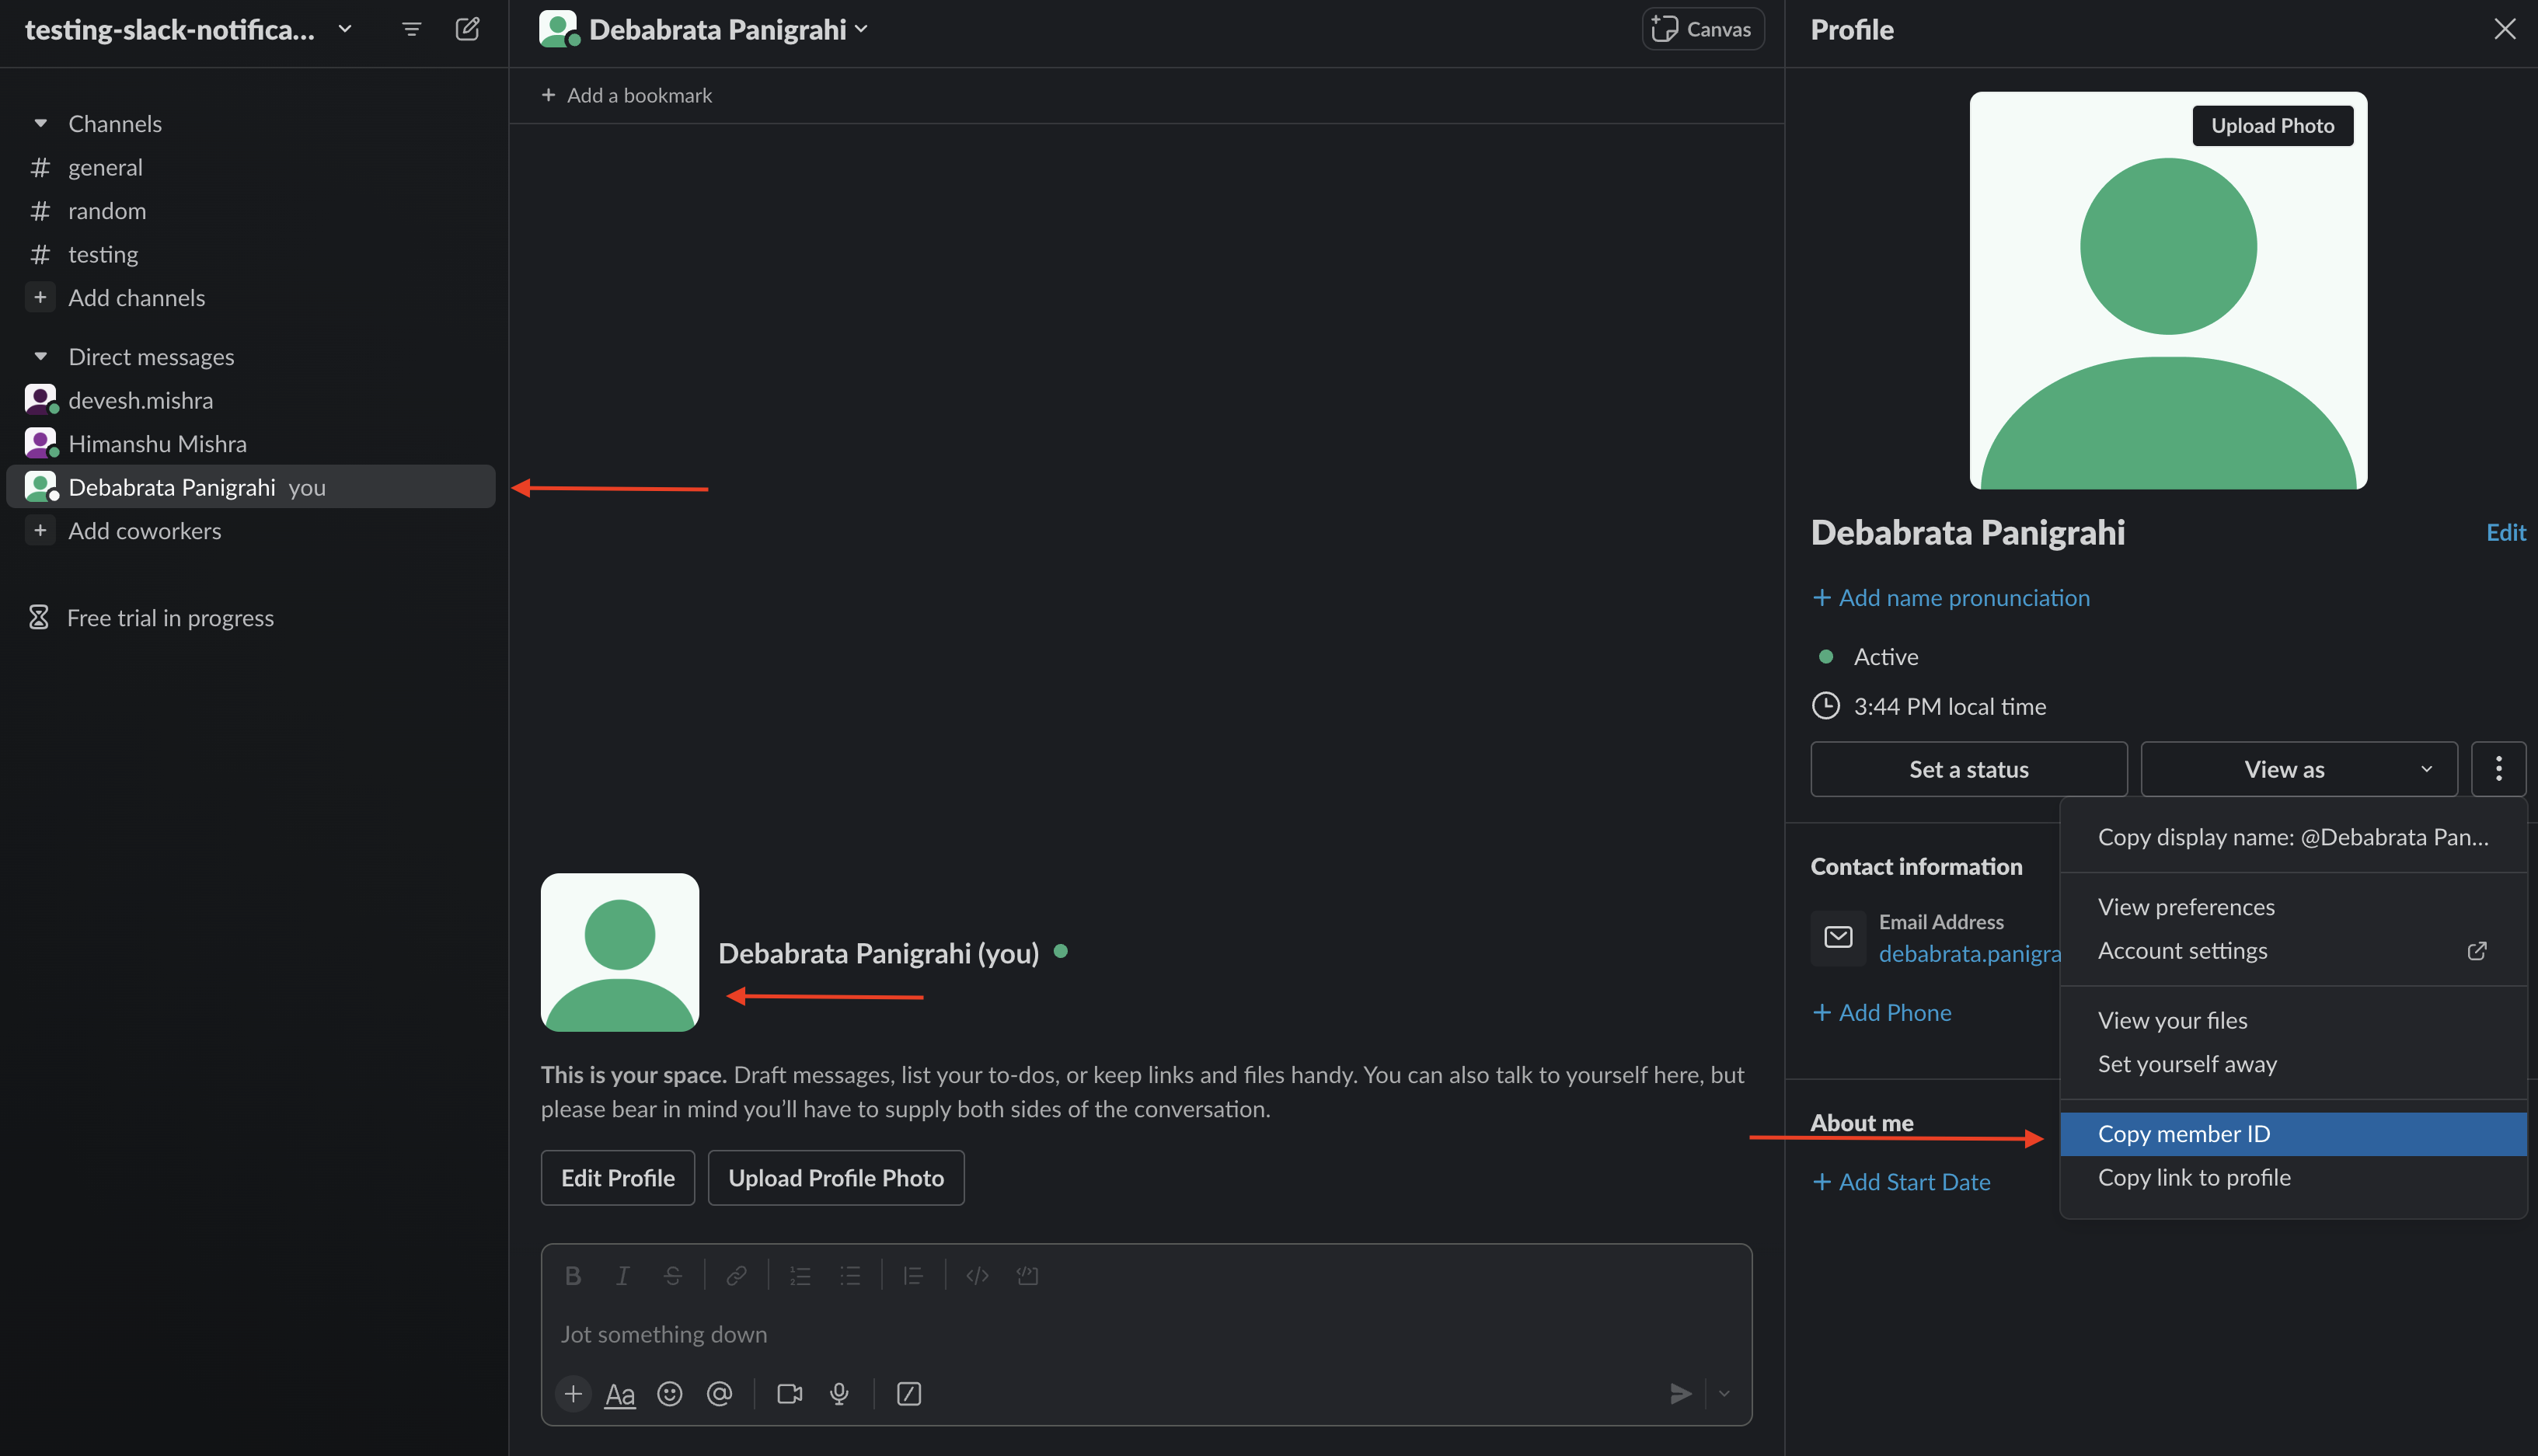 testing-slack-notifica...
Channels
# general
# random
# testing
+ Add channels
Direct messages
devesh.mishra
Himanshu Mishra
Debabrata Panigrahi you
+ Add coworkers
Free trial in progress
Debabrata Panigrahi
Canvas
+ Add a bookmark
Debabrata Panigrahi (you)
This is your space. Draft messages, list your to-dos, or keep links and files handy. You can also talk to yourself here, but
please bear in mind you’ll have to supply both sides of the conversation.
Edit Profile
Upload Profile Photo
Jot something down
Aa
Profile
Upload Photo
Debabrata Panigrahi
Edit
+ Add name pronunciation
Active
3:44 PM local time
Set a status
View as
Contact information
Email Address
debabrata.panigra
+ Add Phone
About me
+ Add Start Date
Copy display name: @Debabrata Pan...
View preferences
Account settings
View your files
Set yourself away
Copy member ID
Copy link to profile